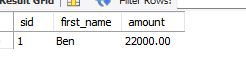 Result Grid Filter Rows:
sid first_name amount
1 Ben 22000.00